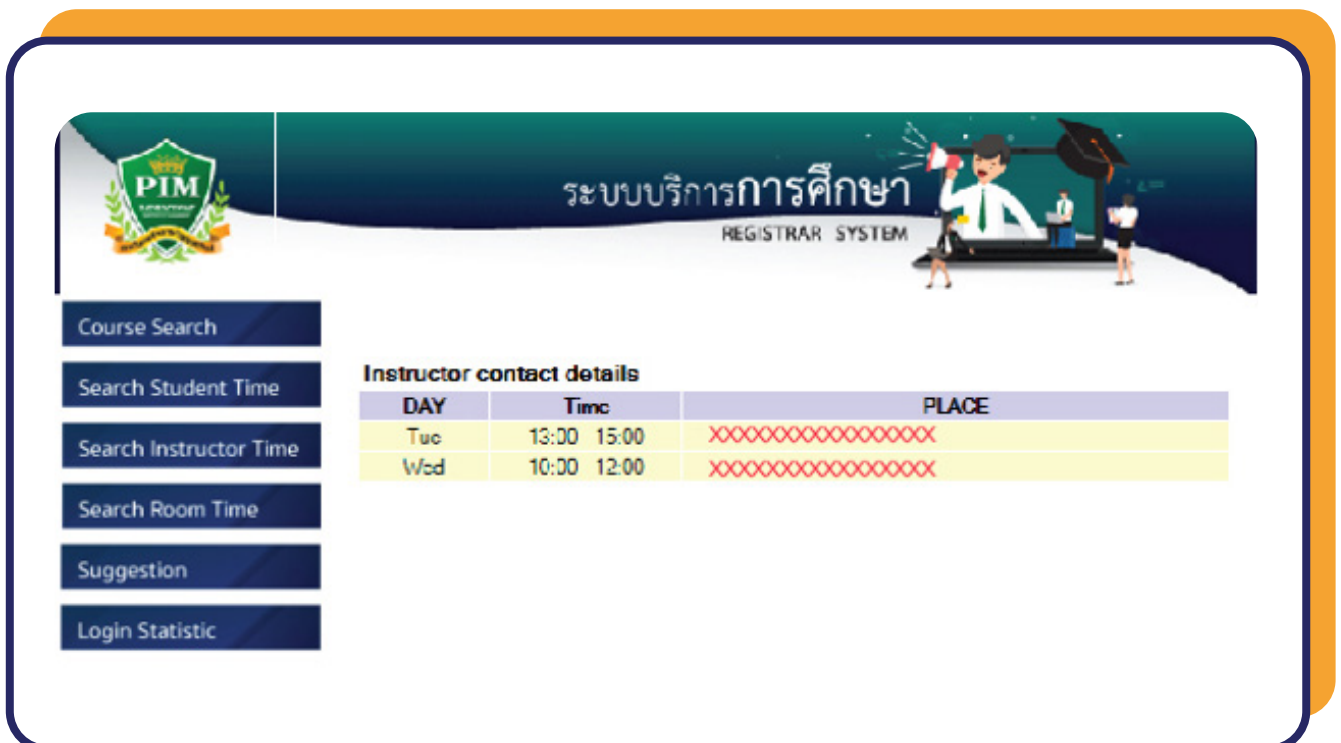 PIM
ระบบบริการการศึกษา
REGISTRAR SYSTEM
Course Search
Search Student Time
Search Instructor Time
Search Room Time
Suggestion
Login Statistic
Instructor contact details
DAY Time PLACE
Tue 13:00 15:00 XXXXXXXXXXXXXXXXX
Wed 10:00 12:00 XXXXXXXXXXXXXXXXX